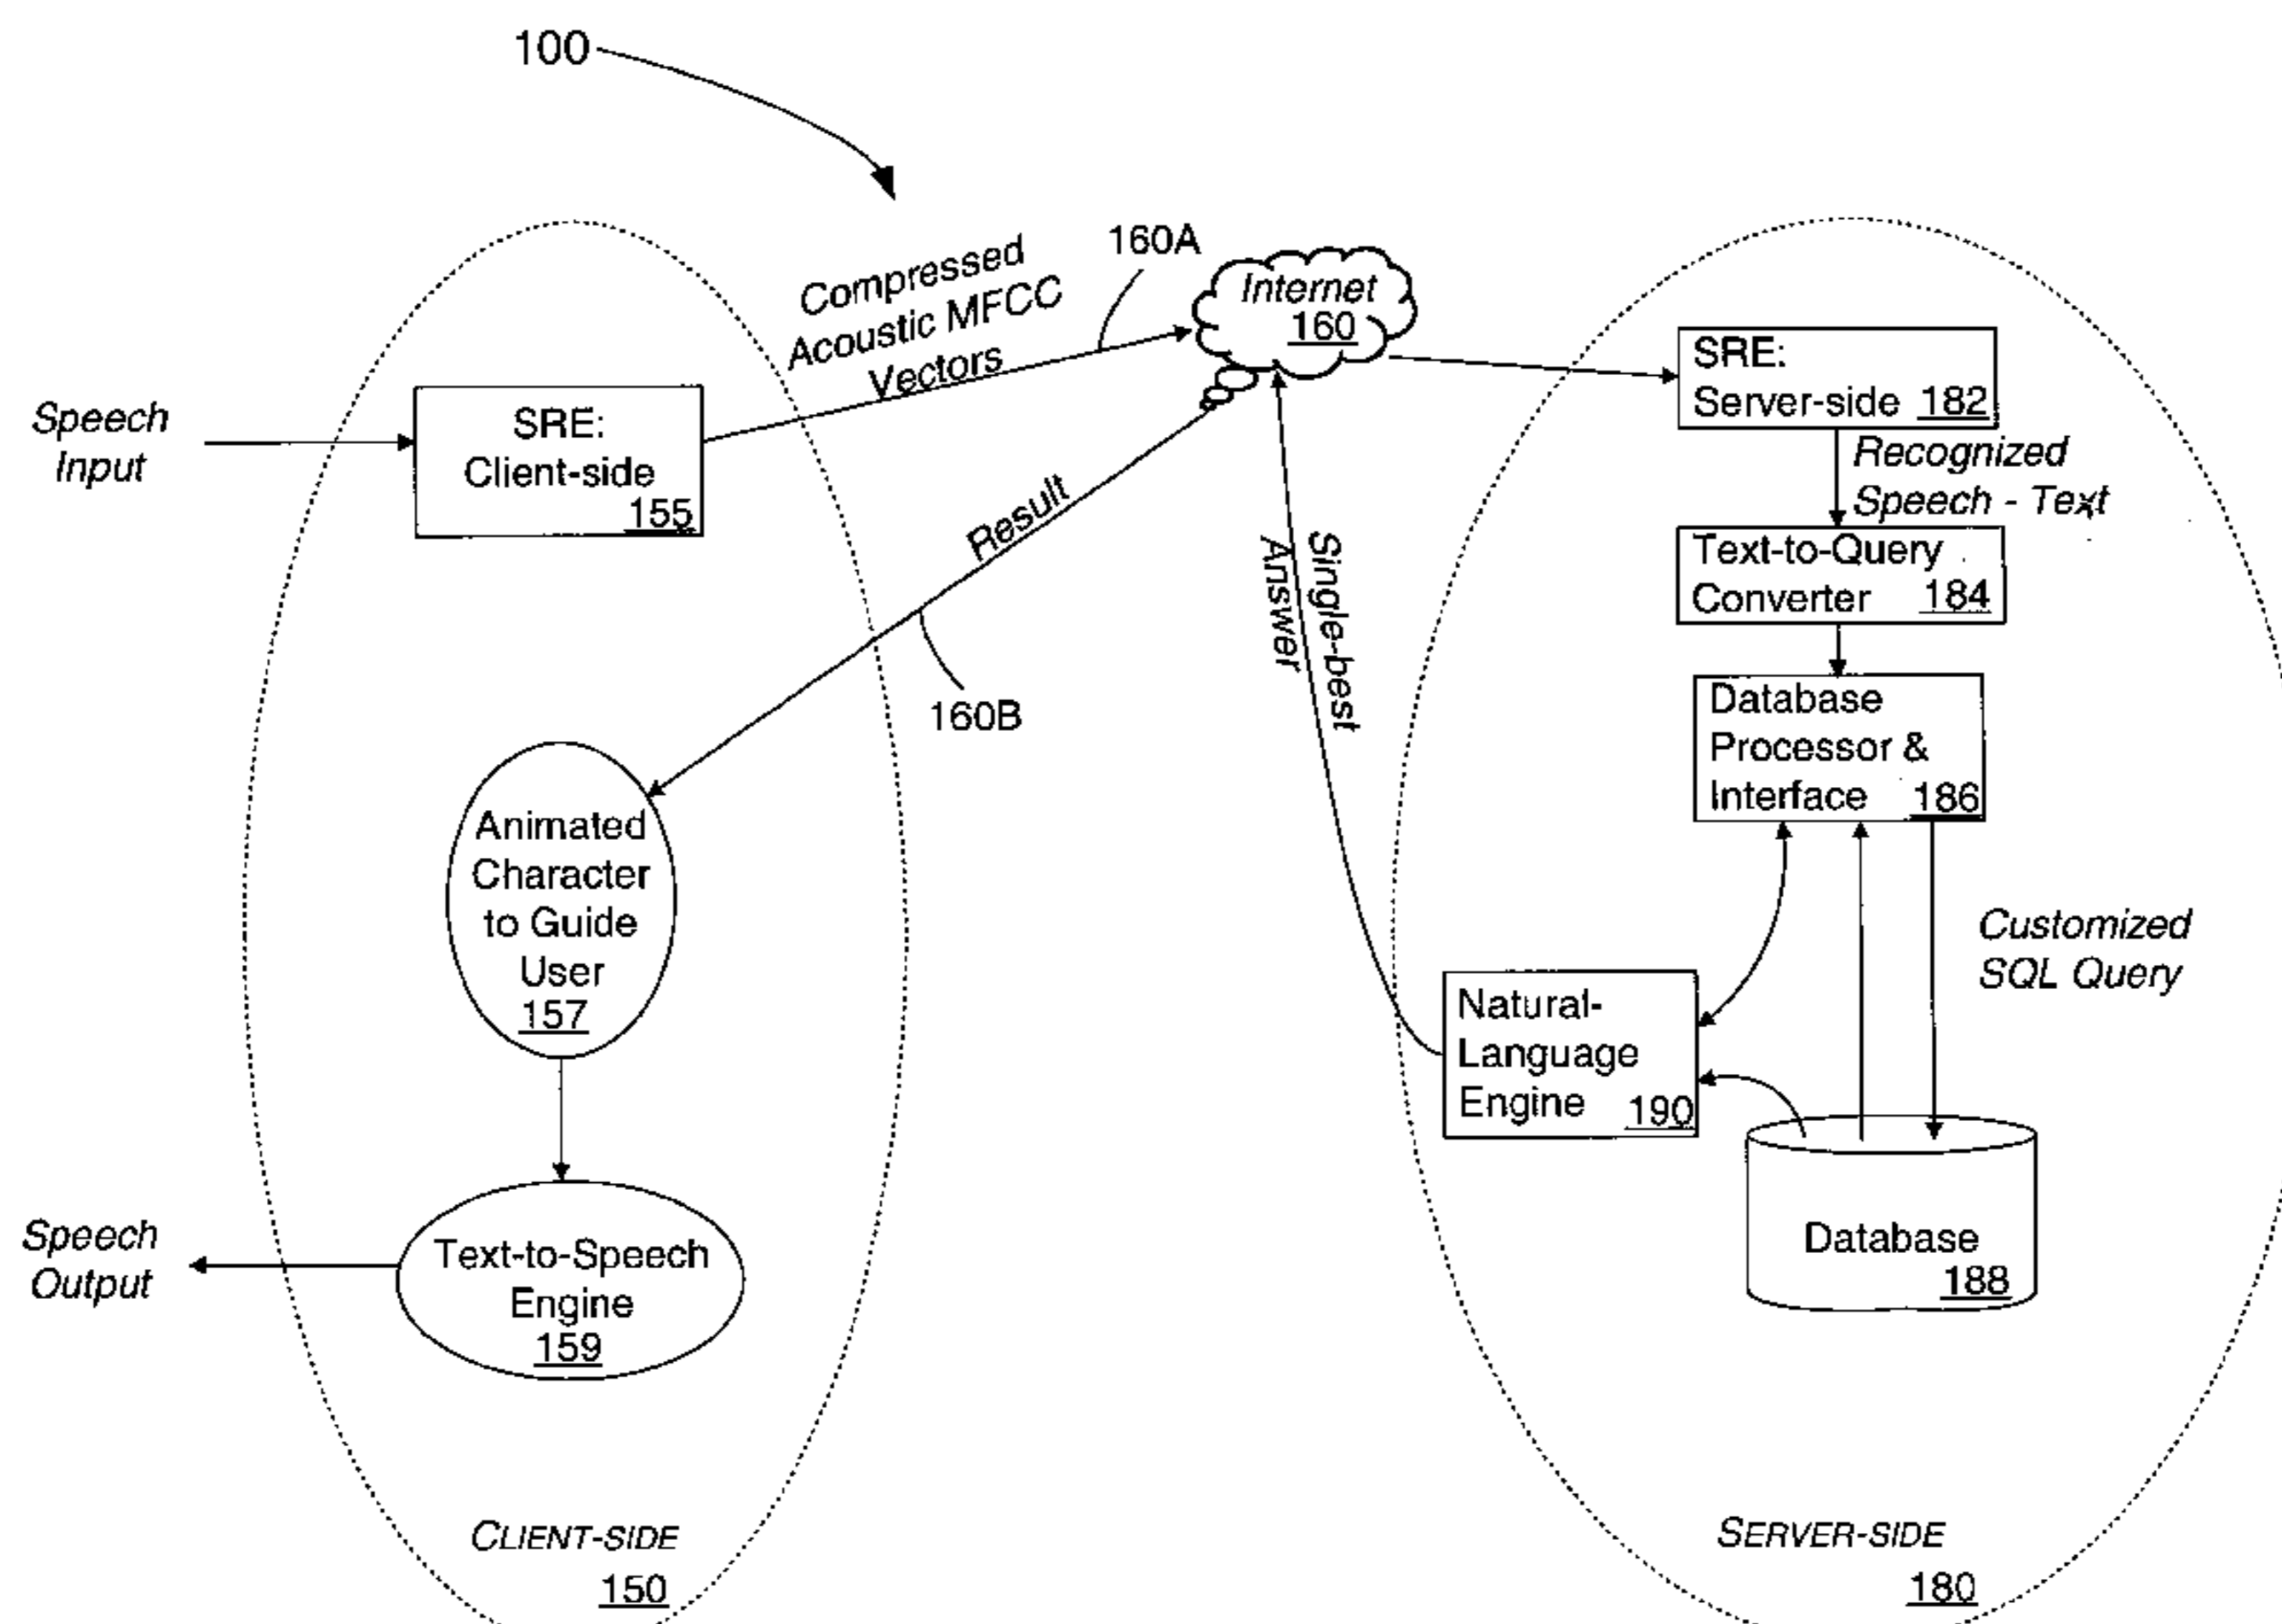 100
Compressed
Acoustic MFCC
Vectors
160A
Internet
160
Speech
Input
SRE:
Client-side
155
SRE:
Server-side 182
Recognized
Speech - Text
Text-to-Query
Converter 184
Result
160B
Single-best
Answer
Database
Processor &
Interface 186
Animated
Character
to Guide
User
157
Customized
SQL Query
Natural-
Language
Engine 190
Speech
Output
Text-to-Speech
Engine
159
Database
188
CLIENT-SIDE
150
SERVER-SIDE
180